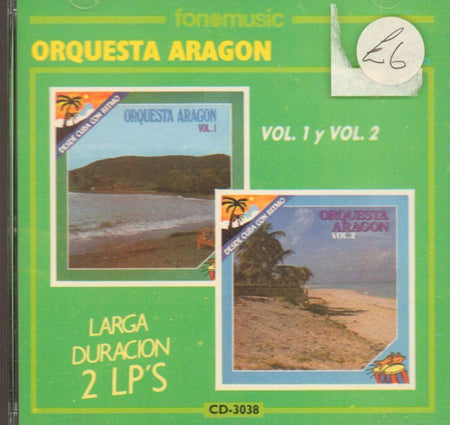 fonomusic
ORQUESTA ARAGON
£6
VOL. 1 y VOL. 2
DESDE CUBA CON RITMO
ORQUESTA ARAGON
VOL.1
DESDE CUBA CON RITMO
ORQUESTA
ARAGON
VOL.2
LARGA
DURACION
2 LP'S
CD-3038